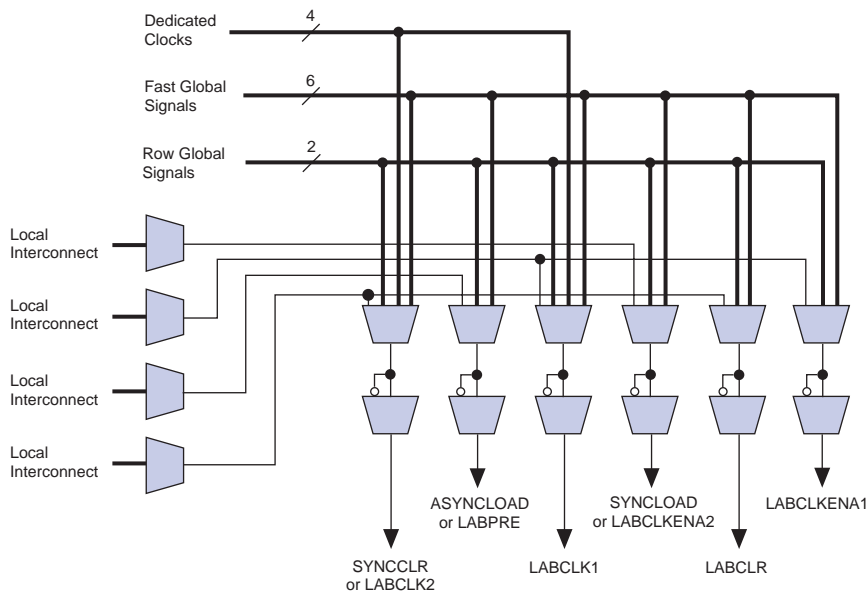 Dedicated
Clocks
4
Fast Global
Signals
6
Row Global
Signals
2
Local
Interconnect
Local
Interconnect
Local
Interconnect
Local
Interconnect
ASYNCLOAD
or LABPRE
SYNCLOAD
or LABCLKENA2
LABCLKENA1
SYNCCLR
or LABCLK2
LABCLK1
LABCLR